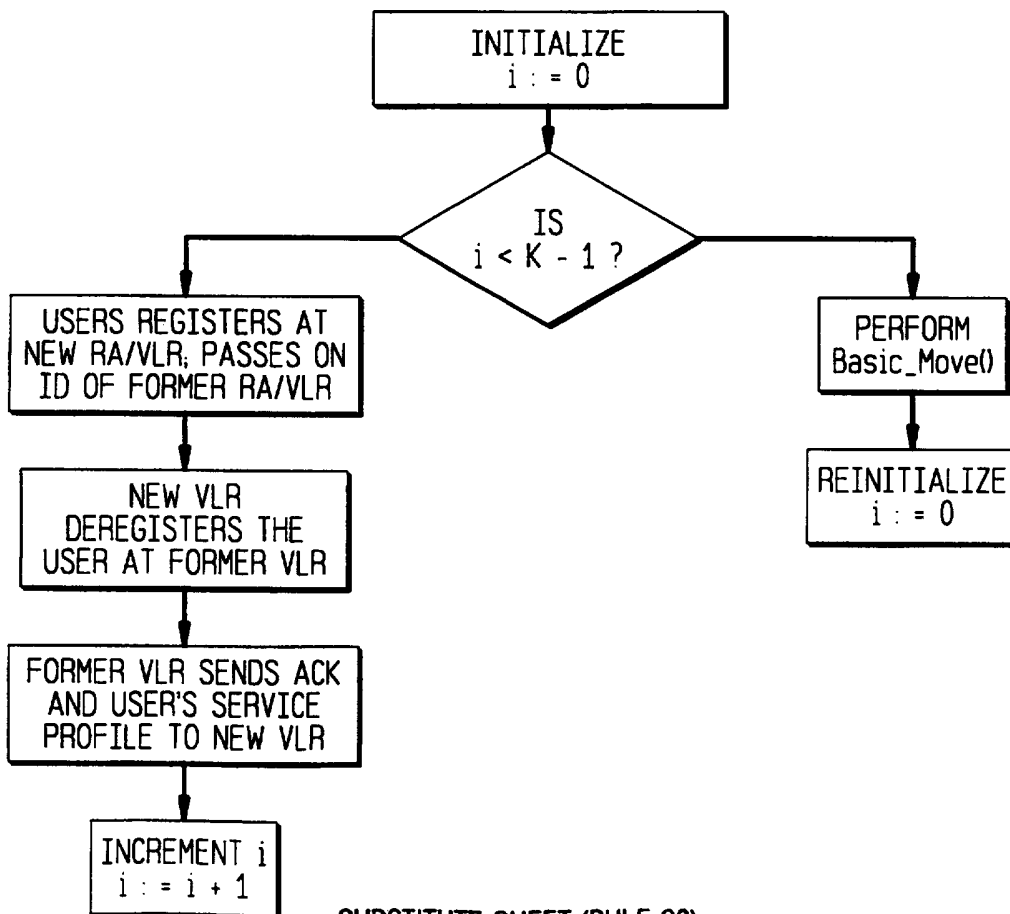 INITIALIZE
i := 0
IS
i < K - 1 ?
USERS REGISTERS AT
NEW RA/VLR; PASSES ON
ID OF FORMER RA/VLR
NEW VLR
DEREGISTERS THE
USER AT FORMER VLR
FORMER VLR SENDS ACK
AND USER'S SERVICE
PROFILE TO NEW VLR
INCREMENT i
i := i + 1
PERFORM
Basic_Move()
REINITIALIZE
i := 0